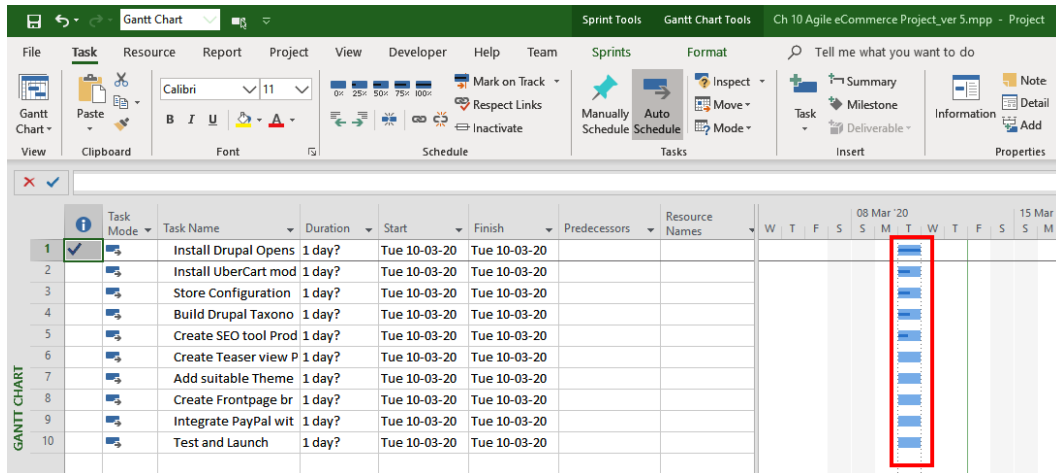 Gantt Chart
Sprint Tools Gantt Chart Tools Ch 10 Agile eCommerce Project_ver 5.mpp - Project
File Task Resource Report Project View Developer Help Team Sprints Format Tell me what you want to do
Gantt Chart
View
Paste
Clipboard
Calibri 11
B I U A
Font
0% 25% 50% 75% 100%
Mark on Track
Respect Links
Inactivate
Schedule
Manually Schedule
Auto Schedule
Inspect
Move
Mode
Tasks
Task
Summary
Milestone
Deliverable
Insert
Information
Note
Detail
Add
Properties
Task Mode Task Name Duration Start Finish Predecessors Resource Names
08 Mar '20 15 Mar
W T F S S M T W T F S S M
1 Install Drupal Opens 1 day? Tue 10-03-20 Tue 10-03-20
2 Install UberCart mod 1 day? Tue 10-03-20 Tue 10-03-20
3 Store Configuration 1 day? Tue 10-03-20 Tue 10-03-20
4 Build Drupal Taxono 1 day? Tue 10-03-20 Tue 10-03-20
5 Create SEO tool Prod 1 day? Tue 10-03-20 Tue 10-03-20
6 Create Teaser view P 1 day? Tue 10-03-20 Tue 10-03-20
7 Add suitable Theme 1 day? Tue 10-03-20 Tue 10-03-20
8 Create Frontpage br 1 day? Tue 10-03-20 Tue 10-03-20
9 Integrate PayPal wit 1 day? Tue 10-03-20 Tue 10-03-20
10 Test and Launch 1 day? Tue 10-03-20 Tue 10-03-20
GANTT CHART